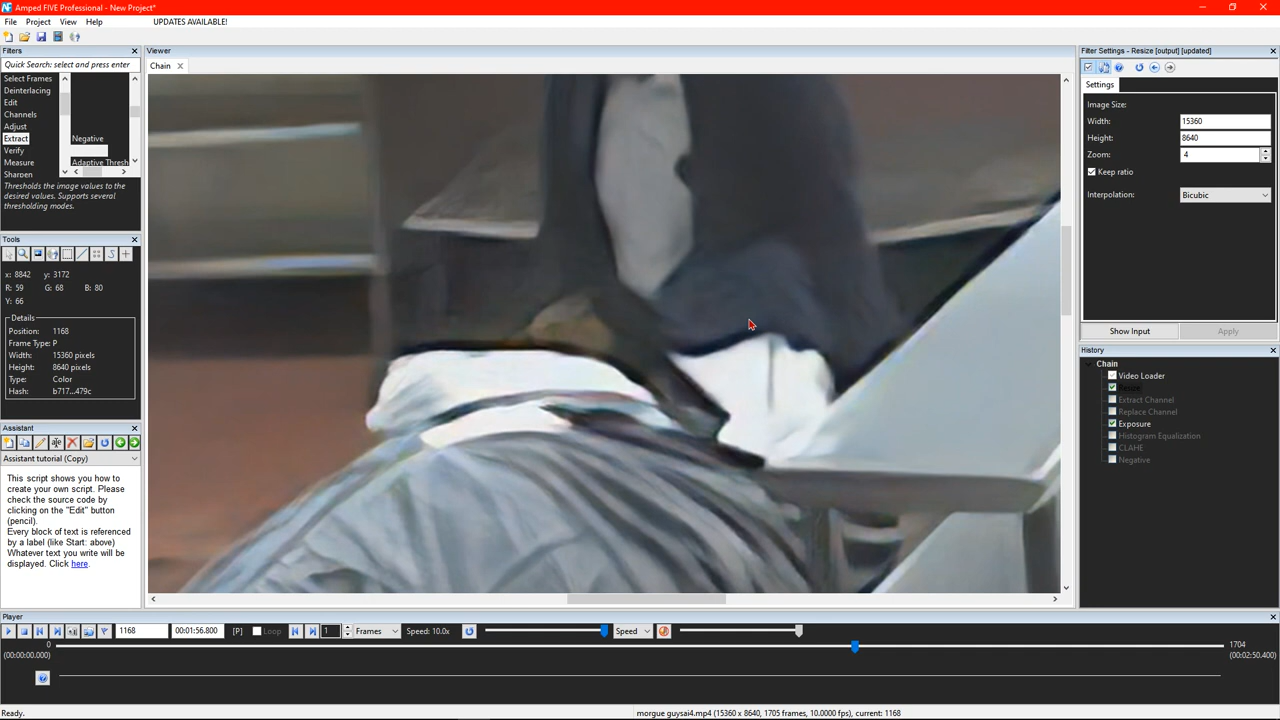 Amped FIVE Professional - New Project*
File Project View Help UPDATES AVAILABLE!
Filters
Quick Search: select and press enter
Select Frames
Deinterlacing
Edit
Channels
Adjust
Extract
Negative
Verify
Measure
Adaptive Thresh
Sharpen
Thresholds the image values to the
desired values. Supports several
thresholding modes.
Tools
x: 8842 y: 3172
R: 59 G: 68 B: 80
Y: 66
Details
Position: 1168
Frame Type: P
Width: 15360 pixels
Height: 8640 pixels
Type: Color
Hash: b717...479c
Assistant
Assistant tutorial (Copy)
This script shows you how to
create your own script. Please
check the source code by
clicking on the "Edit" button
(pencil).
Every block of text is referenced
by a label (like Start: above)
Whatever text you write will be
displayed. Click here.
Viewer
Chain
Filter Settings - Resize [output] [updated]
Settings
Image Size:
Width: 15360
Height: 8640
Zoom: 4
Keep ratio
Interpolation: Bicubic
Show Input Apply
History
Chain
Video Loader
Resize
Extract Channel
Replace Channel
Exposure
Histogram Equalization
CLAHE
Negative
Player
1168 00:01:56.800 [P] Loop 1 Frames Speed: 10.0x Speed
0 1704
(00:00:00.000) (00:02:50.400)
Ready. morgue guysai4.mp4 (15360 x 8640, 1705 frames, 10.0000 fps), current: 1168